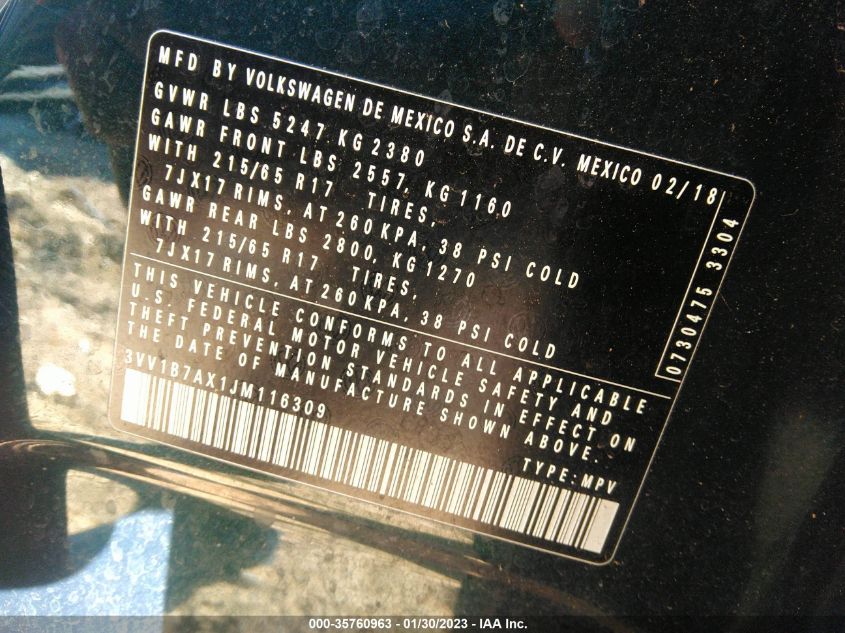 MFD BY VOLKSWAGEN DE MEXICO S.A. DE C.V. MEXICO 02/18
GVWR LBS 5247 KG 2380
GAWR FRONT LBS 2557, KG 1160
WITH 215/65 R17 TIRES,
7JX17 RIMS, AT 260 KPA, 38 PSI COLD
GAWR REAR LBS 2800, KG 1270
WITH 215/65 R17 TIRES,
7JX17 RIMS, AT 260 KPA, 38 PSI COLD
THIS VEHICLE CONFORMS TO ALL APPLICABLE
U.S. FEDERAL MOTOR VEHICLE SAFETY AND
THEFT PREVENTION STANDARDS IN EFFECT ON
THE DATE OF MANUFACTURE SHOWN ABOVE.
3VV1B7AX1JM116309
TYPE: MPV
0730475 3304
000-35760963 - 01/30/2023 - IAA Inc.